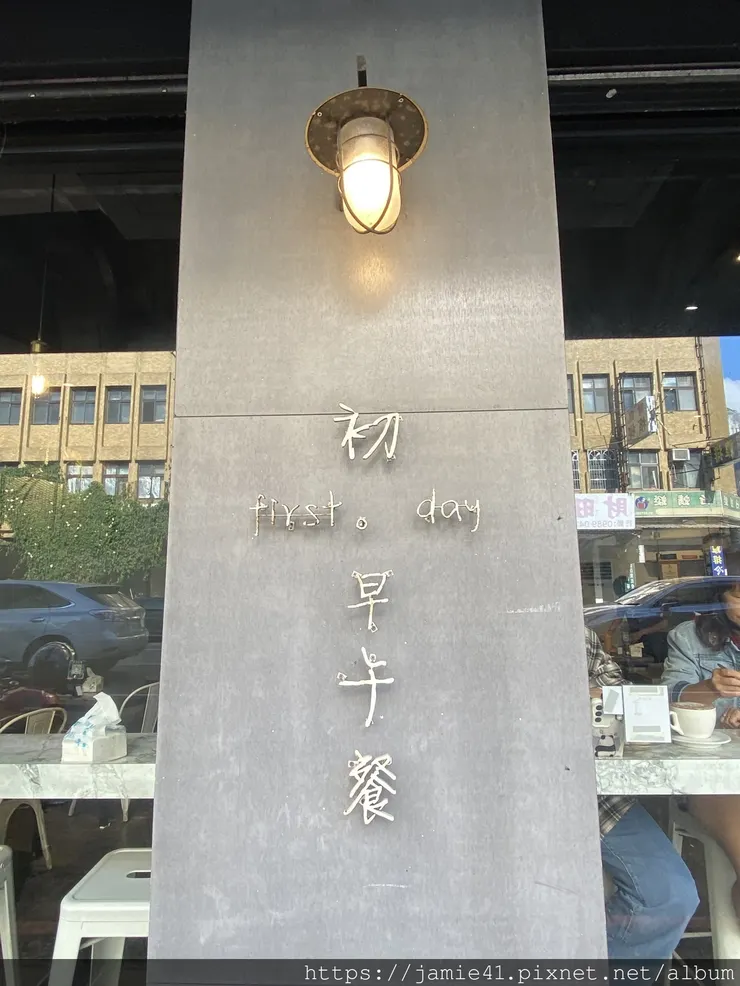 初
first。day
早
午
餐
https://jamie41.pixnet.net/album